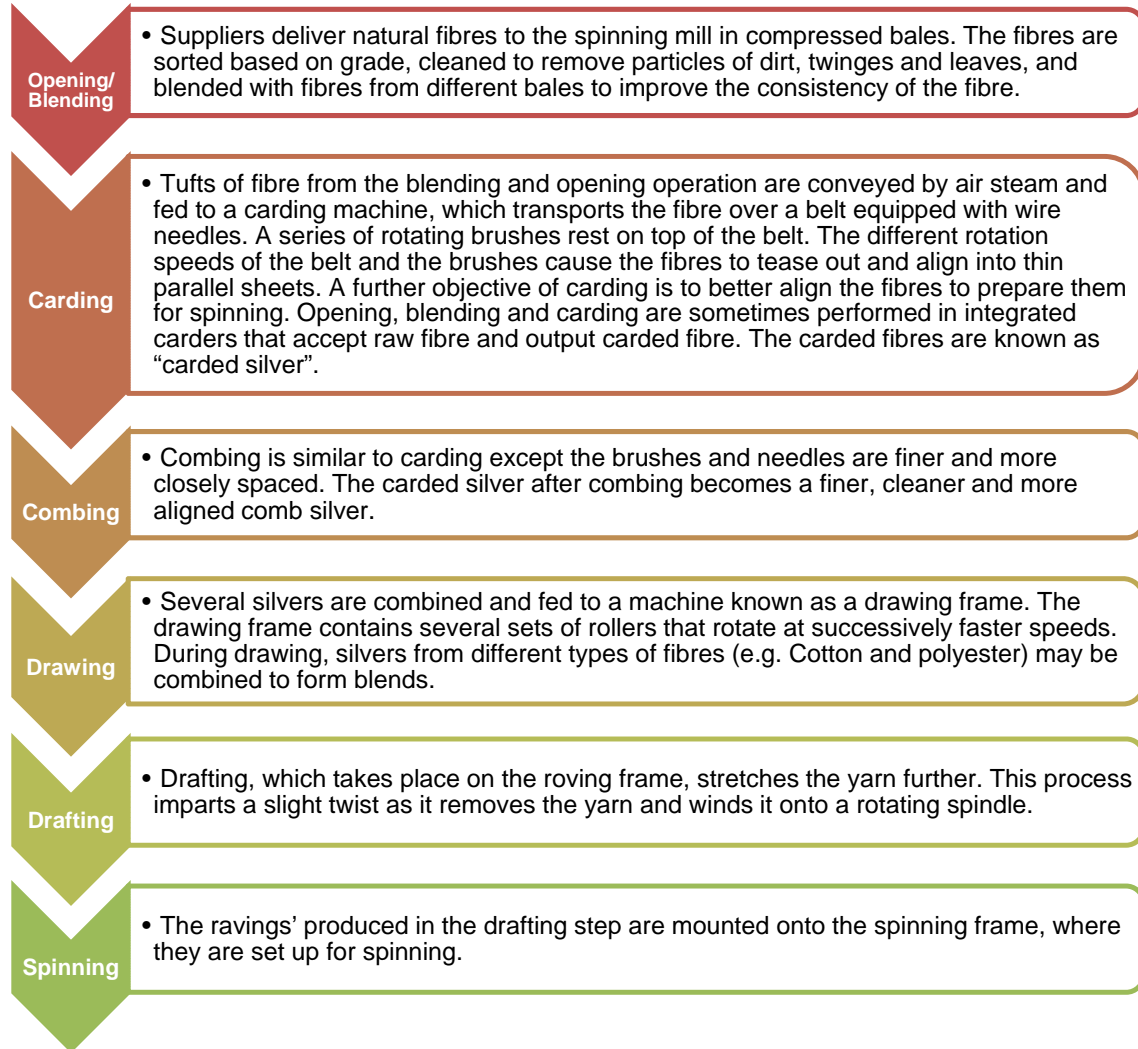 Opening/
Blending
• Suppliers deliver natural fibres to the spinning mill in compressed bales. The fibres are
sorted based on grade, cleaned to remove particles of dirt, twinges and leaves, and
blended with fibres from different bales to improve the consistency of the fibre.
Carding
• Tufts of fibre from the blending and opening operation are conveyed by air steam and
fed to a carding machine, which transports the fibre over a belt equipped with wire
needles. A series of rotating brushes rest on top of the belt. The different rotation
speeds of the belt and the brushes cause the fibres to tease out and align into thin
parallel sheets. A further objective of carding is to better align the fibres to prepare them
for spinning. Opening, blending and carding are sometimes performed in integrated
carders that accept raw fibre and output carded fibre. The carded fibres are known as
“carded silver”.
Combing
• Combing is similar to carding except the brushes and needles are finer and more
closely spaced. The carded silver after combing becomes a finer, cleaner and more
aligned comb silver.
Drawing
• Several silvers are combined and fed to a machine known as a drawing frame. The
drawing frame contains several sets of rollers that rotate at successively faster speeds.
During drawing, silvers from different types of fibres (e.g. Cotton and polyester) may be
combined to form blends.
Drafting
• Drafting, which takes place on the roving frame, stretches the yarn further. This process
imparts a slight twist as it removes the yarn and winds it onto a rotating spindle.
Spinning
• The ravings’ produced in the drafting step are mounted onto the spinning frame, where
they are set up for spinning.